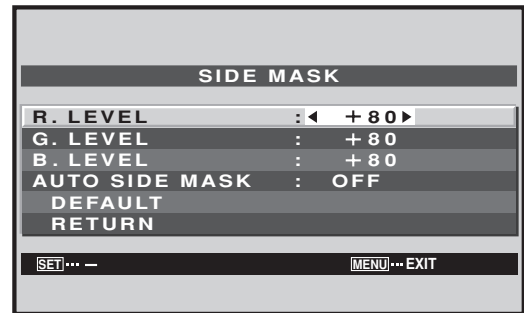 SIDE MASK
R. LEVEL : ◀ +80▶
G. LEVEL : +80
B. LEVEL : +80
AUTO SIDE MASK : OFF
DEFAULT
RETURN
SET ••• — MENU ••• EXIT